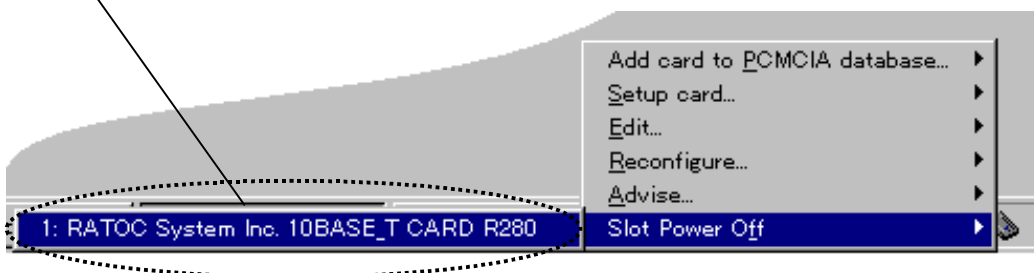 Add card to PCMCIA database...
Setup card...
Edit...
Reconfigure...
Advise...
1: RATOC System Inc. 10BASE_T CARD R280
Slot Power Off